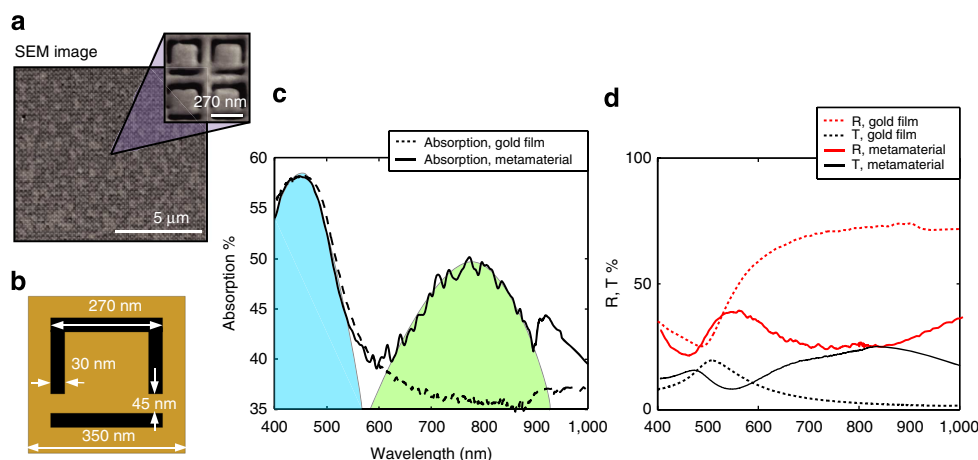 a
SEM image
270 nm
5 μm
b
270 nm
30 nm
45 nm
350 nm
c
Absorption, gold film
Absorption, metamaterial
60
55
50
45
40
35
Absorption %
400 500 600 700 800 900 1,000
Wavelength (nm)
d
R, gold film
T, gold film
R, metamaterial
T, metamaterial
100
50
0
R, T %
400 500 600 700 800 900 1,000